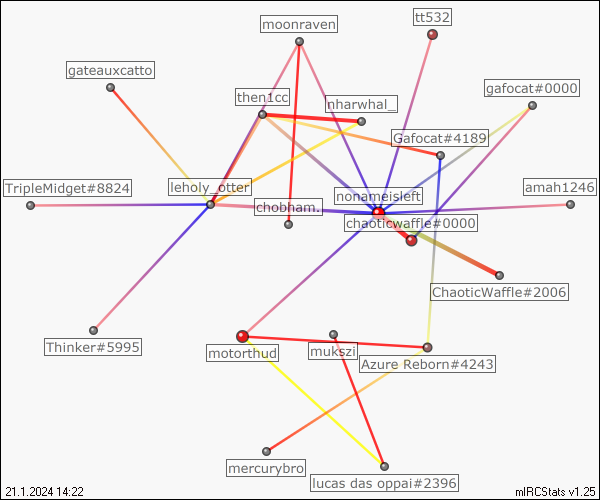 tt532
moonraven
gateauxcatto
gafocat#0000
then1cc
nharwhal_
Gafocat#4189
TripleMidget#8824
leholy_otter
nonameisleft
amah1246
chobham.
chaoticwaffle#0000
ChaoticWaffle#2006
Thinker#5995
motorthud
mukszi
Azure Reborn#4243
mercurybro
lucas das oppai#2396
21.1.2024 14:22
mIRCStats v1.25